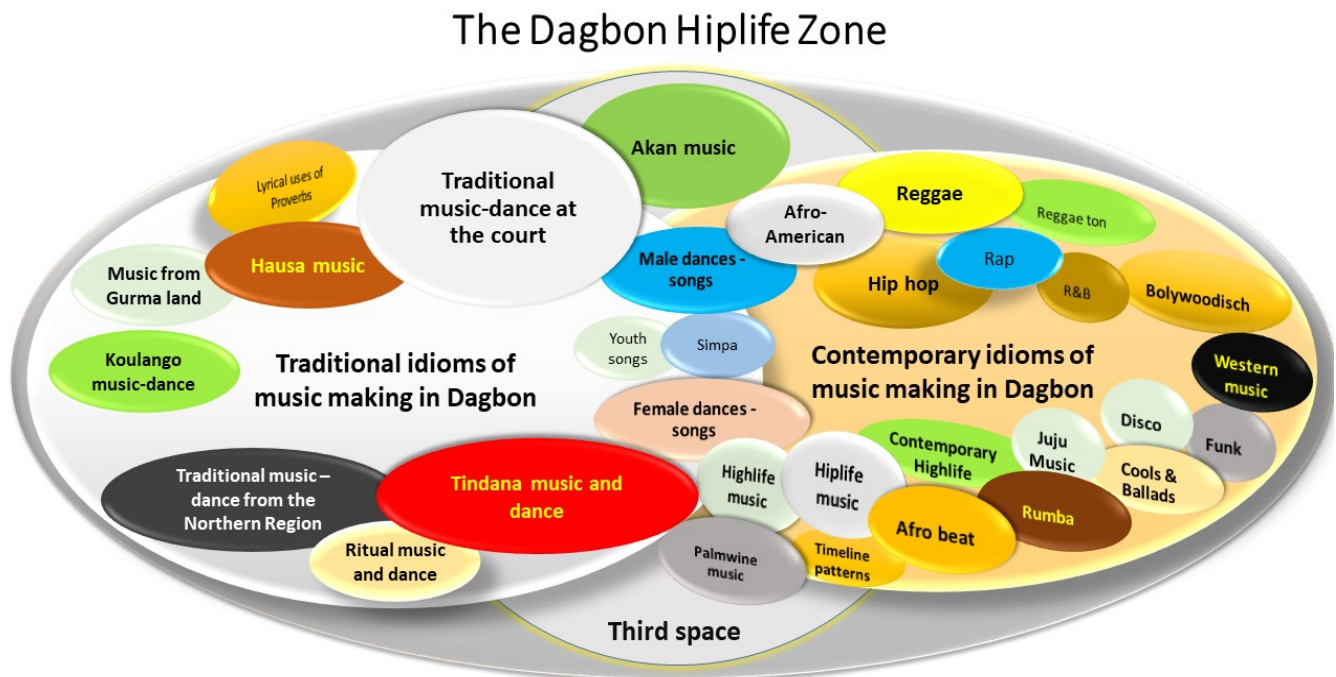 The Dagbon Hiplife Zone
Akan music
Lyrical uses of
Proverbs
Traditional
music-dance at
the court
Afro-
American
Reggae
Reggae ton
Music from
Gurma land
Hausa music
Male dances -
songs
Hip hop
Rap
R&B
Bolywoodisch
Koulango
music-dance
Traditional idioms of
music making in Dagbon
Youth
songs
Simpa
Contemporary idioms of
music making in Dagbon
Western
music
Female dances -
songs
Traditional music –
dance from the
Northern Region
Tindana music and
dance
Highlife
music
Hiplife
music
Contemporary
Highlife
Juju
Music
Disco
Funk
Cools &
Ballads
Rumba
Afro beat
Ritual music
and dance
Palmwine
music
Timeline
patterns
Third space